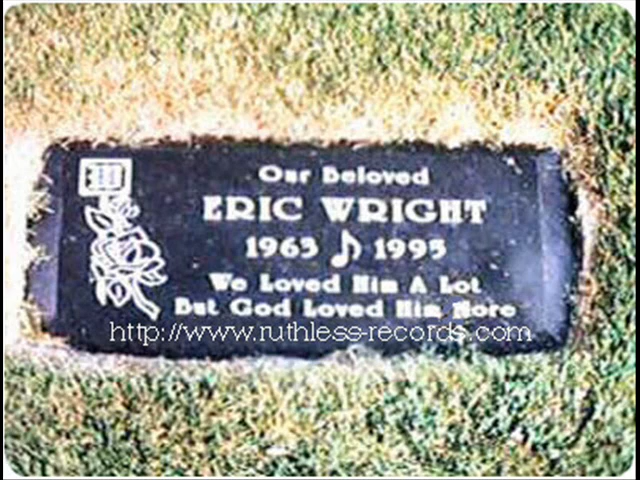 Our Beloved
ERIC WRIGHT
1963 1995
We Loved Him A Lot
But God Loved Him More
http://www.ruthless-records.com